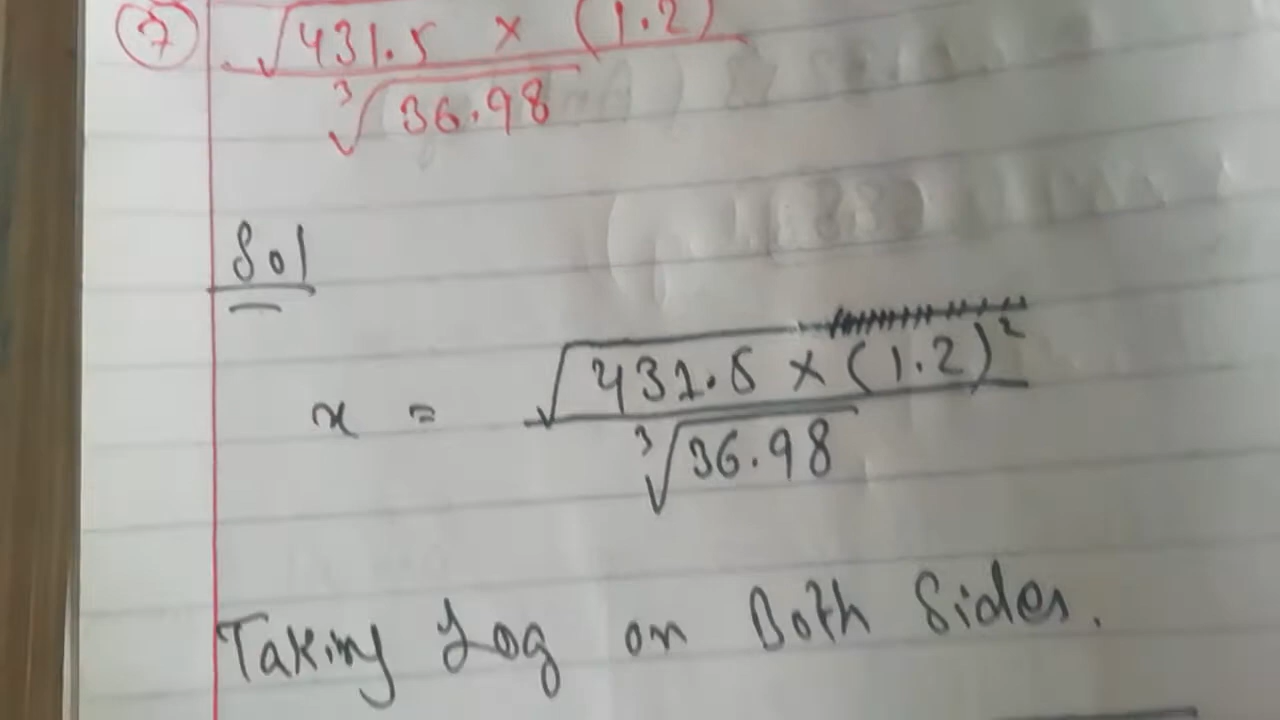 7 √431.5 × (1.2)
∛36.98
Sol
x = √431.5 × (1.2)²
∛36.98
Taking Log on Both Sides.